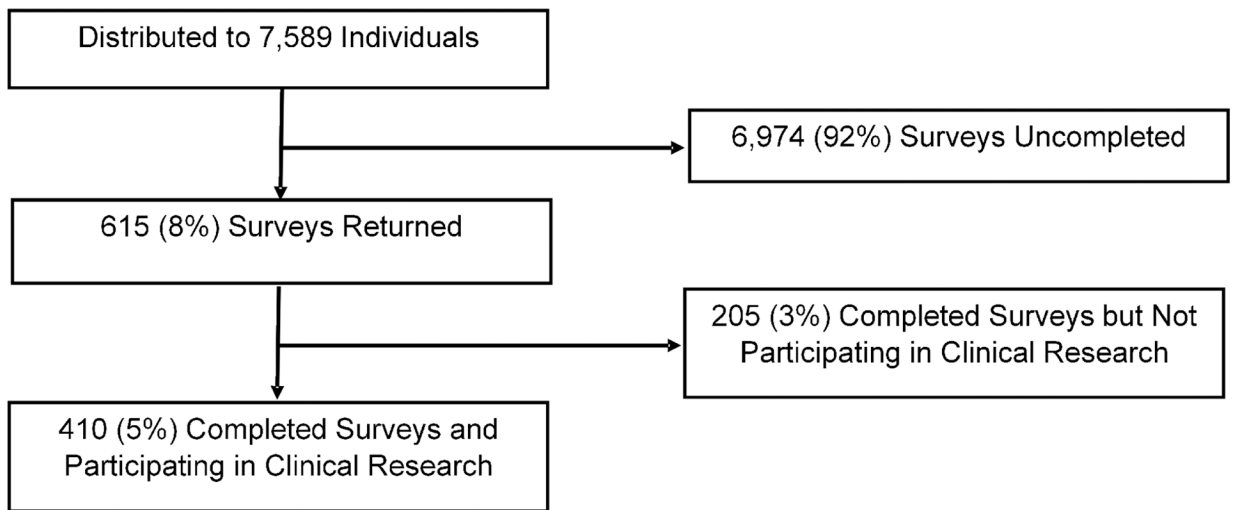 Distributed to 7,589 Individuals
6,974 (92%) Surveys Uncompleted
615 (8%) Surveys Returned
205 (3%) Completed Surveys but Not
Participating in Clinical Research
410 (5%) Completed Surveys and
Participating in Clinical Research